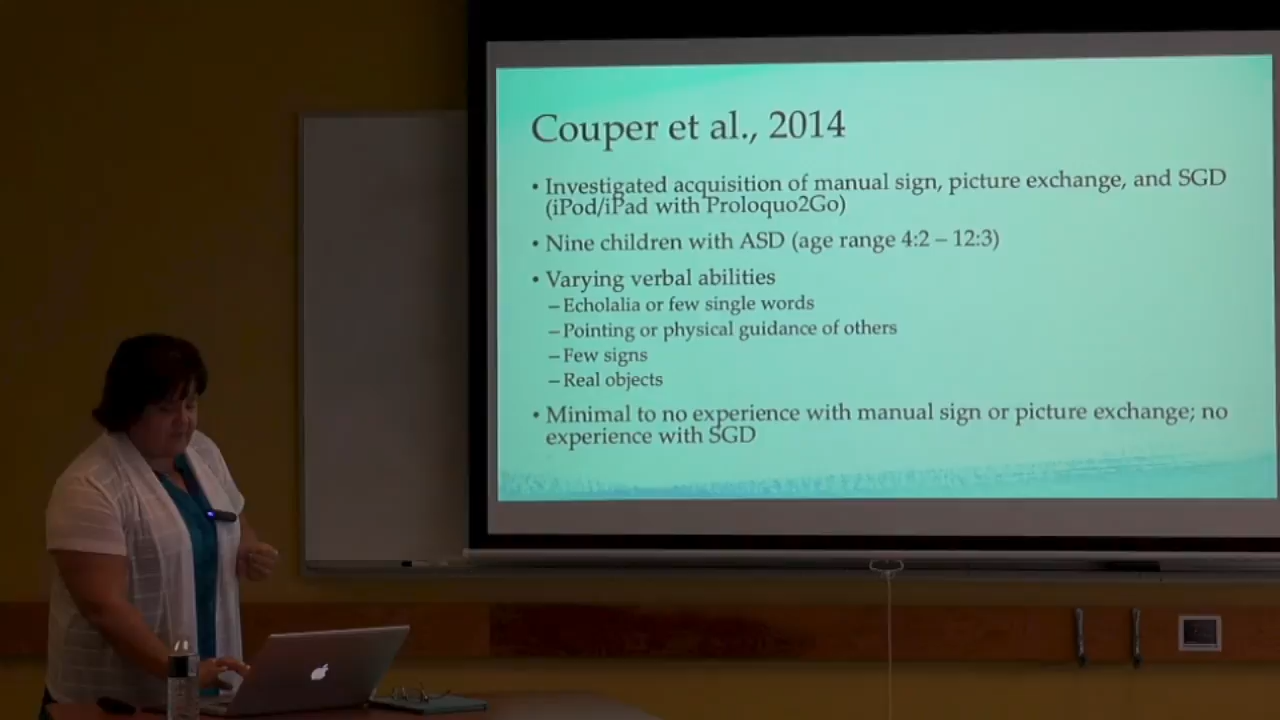 Couper et al., 2014
• Investigated acquisition of manual sign, picture exchange, and SGD
(iPod/iPad with Proloquo2Go)
• Nine children with ASD (age range 4:2 – 12:3)
• Varying verbal abilities
– Echolalia or few single words
– Pointing or physical guidance of others
– Few signs
– Real objects
• Minimal to no experience with manual sign or picture exchange; no
experience with SGD